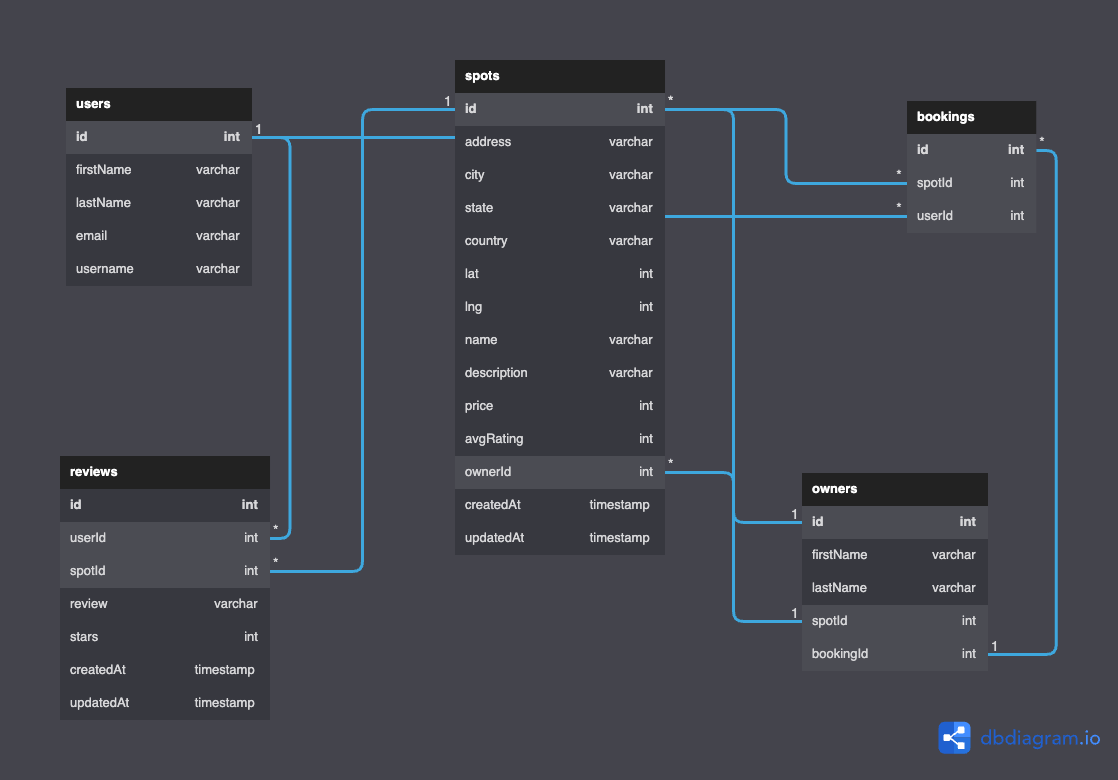 users
id int
firstName varchar
lastName varchar
email varchar
username varchar
1
spots
1 id int *
address varchar
city varchar
state varchar
country varchar
lat int
lng int
name varchar
description varchar
price int
avgRating int
ownerId int *
createdAt timestamp
updatedAt timestamp
bookings
id int *
* spotId int
* userId int
reviews
id int
userId int *
spotId int *
review varchar
stars int
createdAt timestamp
updatedAt timestamp
owners
1 id int
firstName varchar
lastName varchar
1 spotId int
bookingId int 1
dbdiagram.io